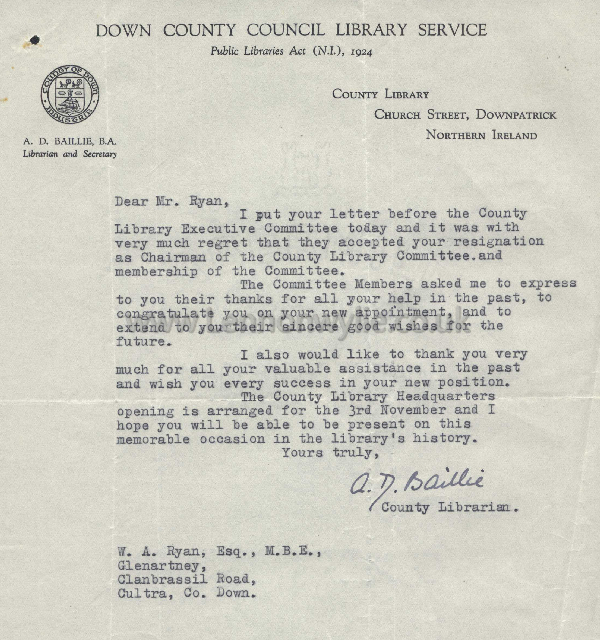 DOWN COUNTY COUNCIL LIBRARY SERVICE
Public Libraries Act (N.I.), 1924
COUNTY LIBRARY
CHURCH STREET, DOWNPATRICK
NORTHERN IRELAND
COUNTY OF DOWN
A. D. BAILLIE, B.A.
Librarian and Secretary
Dear Mr. Ryan,
I put your letter before the County
Library Executive Committee today and it was with
very much regret that they accepted your resignation
as Chairman of the County Library Committee.and
membership of the Committee.
The Committee Members asked me to express
to you their thanks for all your help in the past, to
congratulate you on your new appointment, and to
extend to you their sincere good wishes for the
future.
I also would like to thank you very
much for all your valuable assistance in the past
and wish you every success in your new position.
The County Library Headquarters
opening is arranged for the 3rd November and I
hope you will be able to be present on this
memorable occasion in the library's history.
Yours truly,
A. D. Baillie
County Librarian.
W. A. Ryan, Esq., M.B.E.,
Glenartney,
Clanbrassil Road,
Cultra, Co. Down.